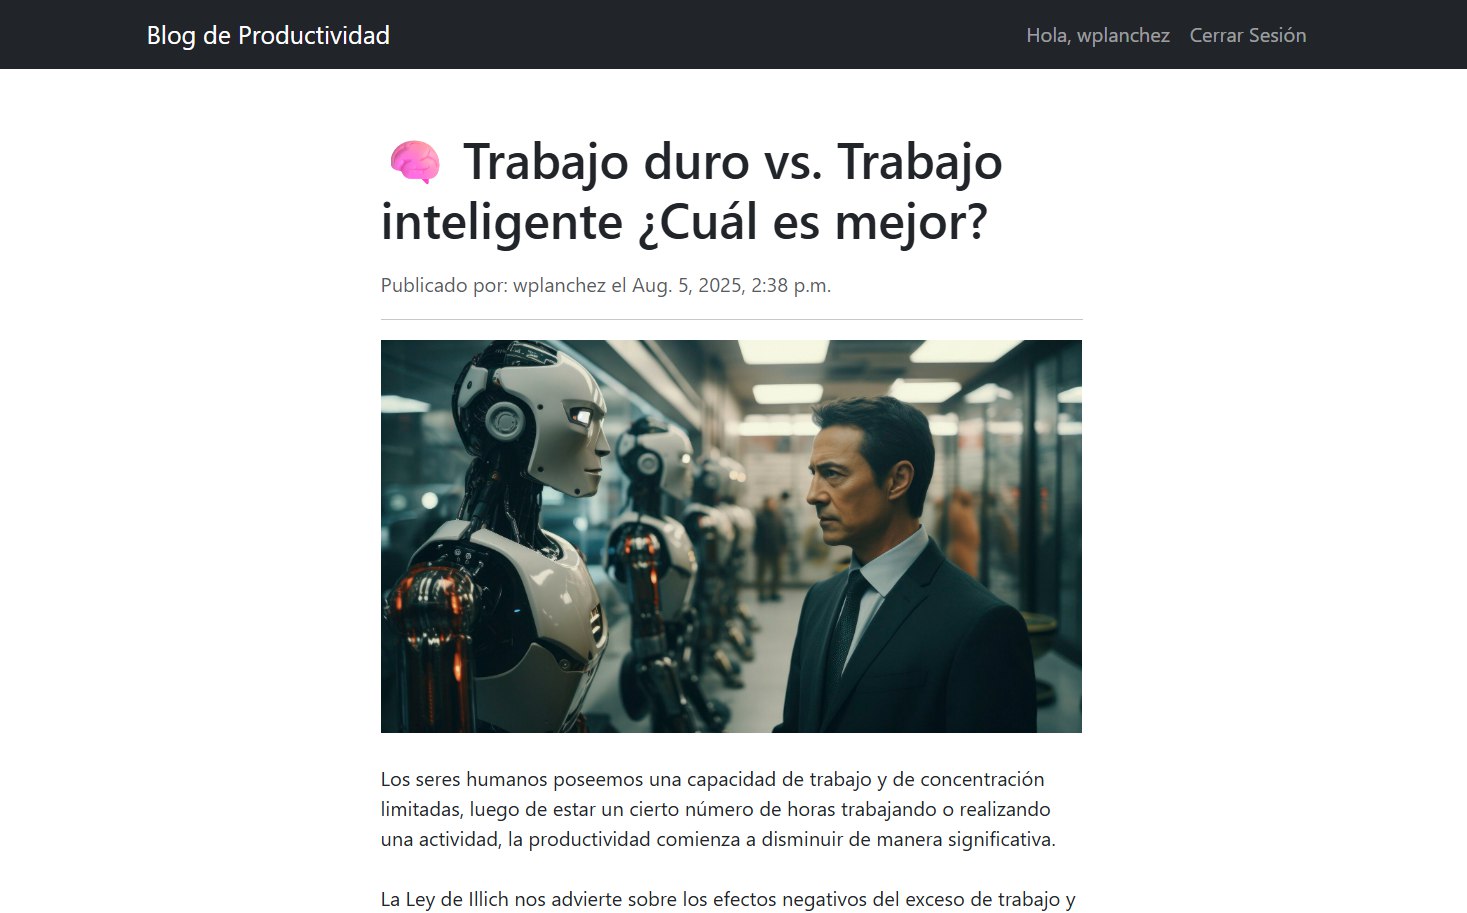 Blog de Productividad
Hola, wplanchez Cerrar Sesión
🧠 Trabajo duro vs. Trabajo
inteligente ¿Cuál es mejor?
Publicado por: wplanchez el Aug. 5, 2025, 2:38 p.m.
Los seres humanos poseemos una capacidad de trabajo y de concentración
limitadas, luego de estar un cierto número de horas trabajando o realizando
una actividad, la productividad comienza a disminuir de manera significativa.
La Ley de Illich nos advierte sobre los efectos negativos del exceso de trabajo y